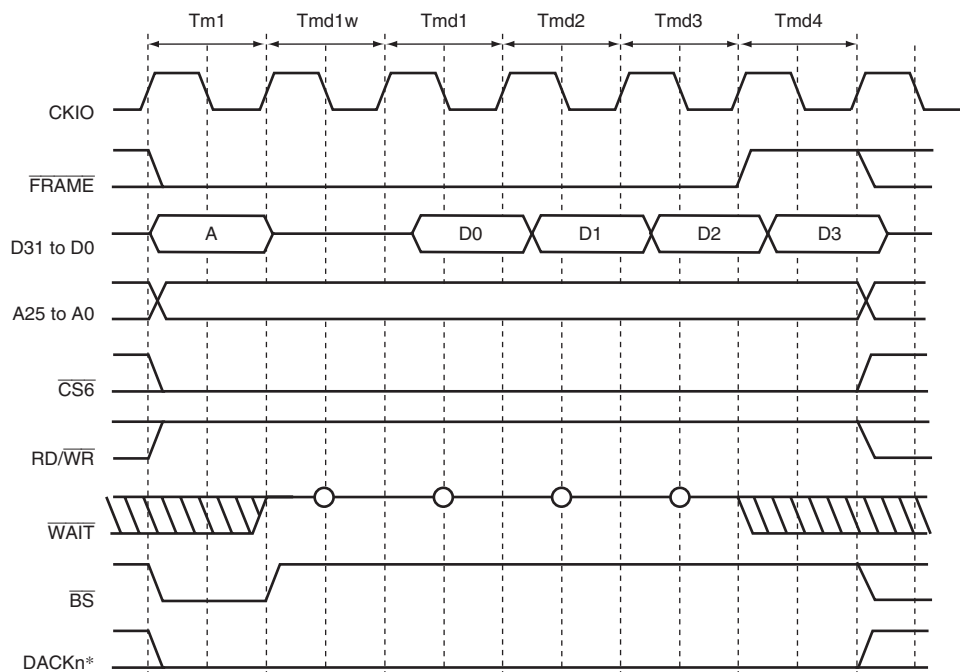 Tm1 Tmd1w Tmd1 Tmd2 Tmd3 Tmd4
CKIO
FRAME
D31 to D0 A D0 D1 D2 D3
A25 to A0
CS6
RD/WR
WAIT
BS
DACKn*